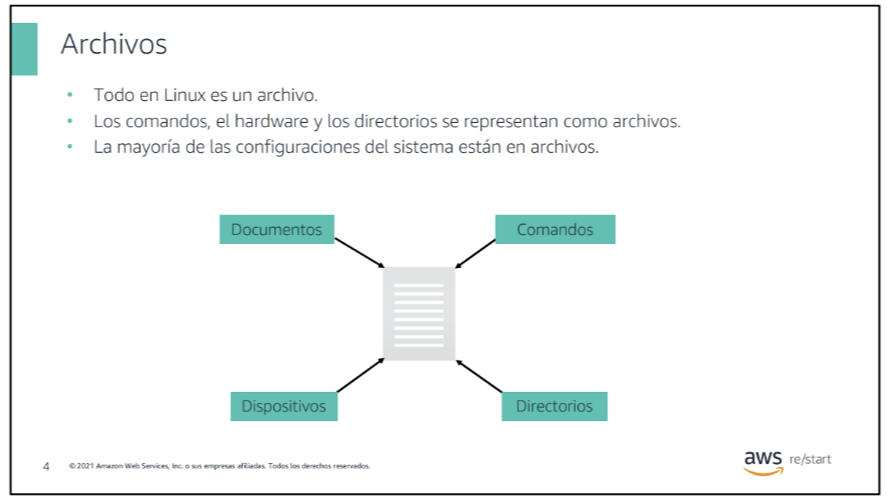 Archivos
• Todo en Linux es un archivo.
• Los comandos, el hardware y los directorios se representan como archivos.
• La mayoría de las configuraciones del sistema están en archivos.
Documentos
Comandos
Dispositivos
Directorios
4
© 2021 Amazon Web Services, Inc. o sus empresas afiliadas. Todos los derechos reservados.
aws re/start